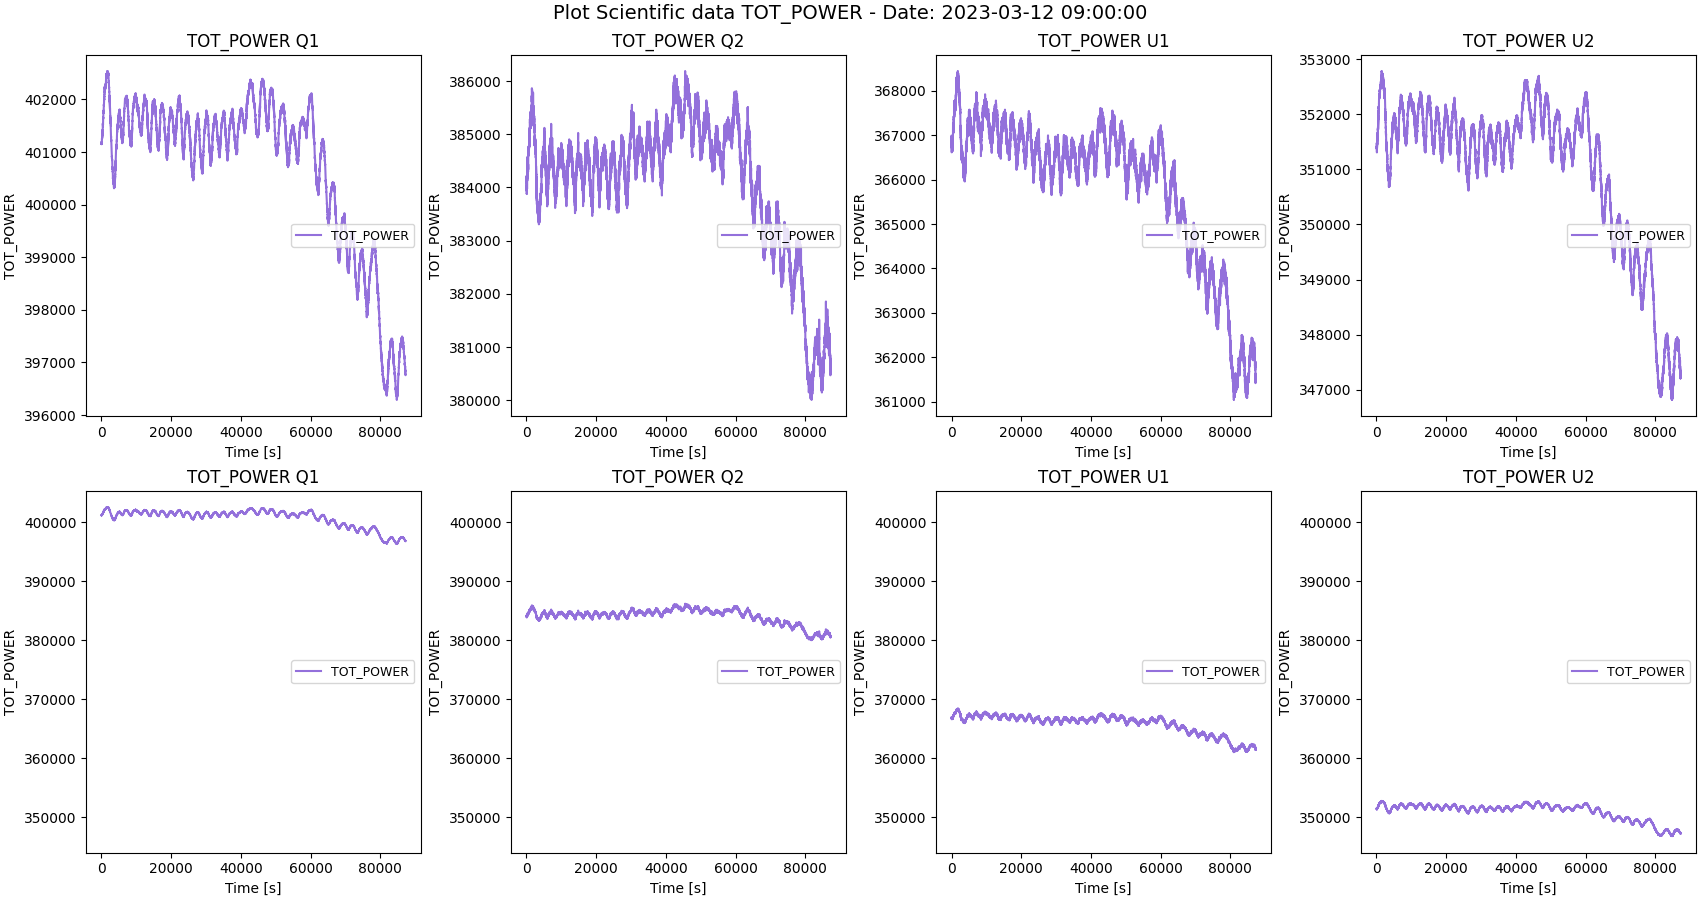 Plot Scientific data TOT_POWER - Date: 2023-03-12 09:00:00
TOT_POWER Q1
TOT_POWER
402000
401000
400000
399000
398000
397000
396000
TOT_POWER
0 20000 40000 60000 80000
Time [s]
TOT_POWER Q2
TOT_POWER
386000
385000
384000
383000
382000
381000
380000
TOT_POWER
0 20000 40000 60000 80000
Time [s]
TOT_POWER U1
TOT_POWER
368000
367000
366000
365000
364000
363000
362000
361000
TOT_POWER
0 20000 40000 60000 80000
Time [s]
TOT_POWER U2
TOT_POWER
353000
352000
351000
350000
349000
348000
347000
TOT_POWER
0 20000 40000 60000 80000
Time [s]
TOT_POWER Q1
TOT_POWER
400000
390000
380000
370000
360000
350000
TOT_POWER
0 20000 40000 60000 80000
Time [s]
TOT_POWER Q2
TOT_POWER
400000
390000
380000
370000
360000
350000
TOT_POWER
0 20000 40000 60000 80000
Time [s]
TOT_POWER U1
TOT_POWER
400000
390000
380000
370000
360000
350000
TOT_POWER
0 20000 40000 60000 80000
Time [s]
TOT_POWER U2
TOT_POWER
400000
390000
380000
370000
360000
350000
TOT_POWER
0 20000 40000 60000 80000
Time [s]